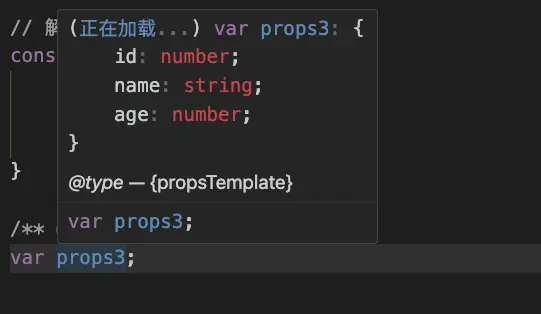 // 解
(正在加载...) var props3: {
cons
id: number;
name: string;
age: number;
}
}
@type — {propsTemplate}
var props3;
/**
var props3;